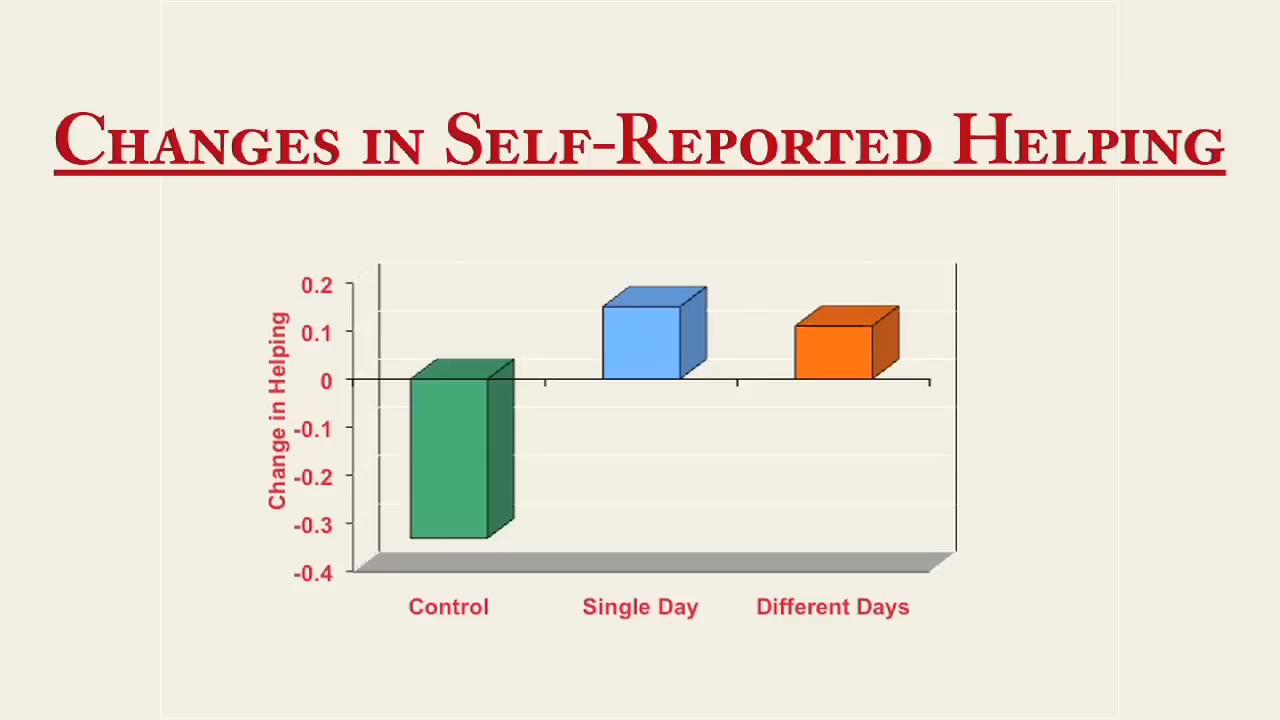 Changes in Self-Reported Helping
Change in Helping
0.2
0.1
0
-0.1
-0.2
-0.3
-0.4
Control
Single Day
Different Days